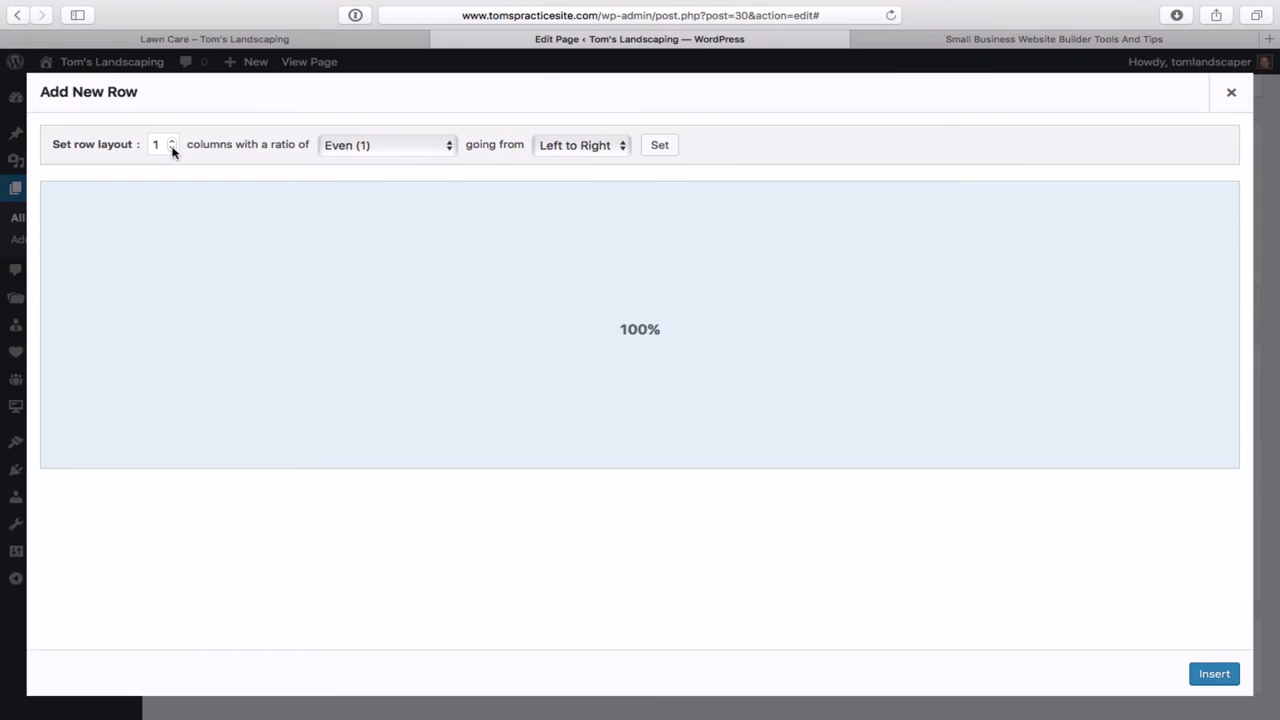 www.tomspracticesite.com/wp-admin/post.php?post=30&action=edit#
Lawn Care – Tom's Landscaping
Edit Page ‹ Tom's Landscaping — WordPress
Small Business Website Builder Tools And Tips
Tom's Landscaping 0 New View Page Howdy, tomlandscaper
Add New Row
Set row layout : 1 columns with a ratio of Even (1) going from Left to Right Set
All
100%
Insert